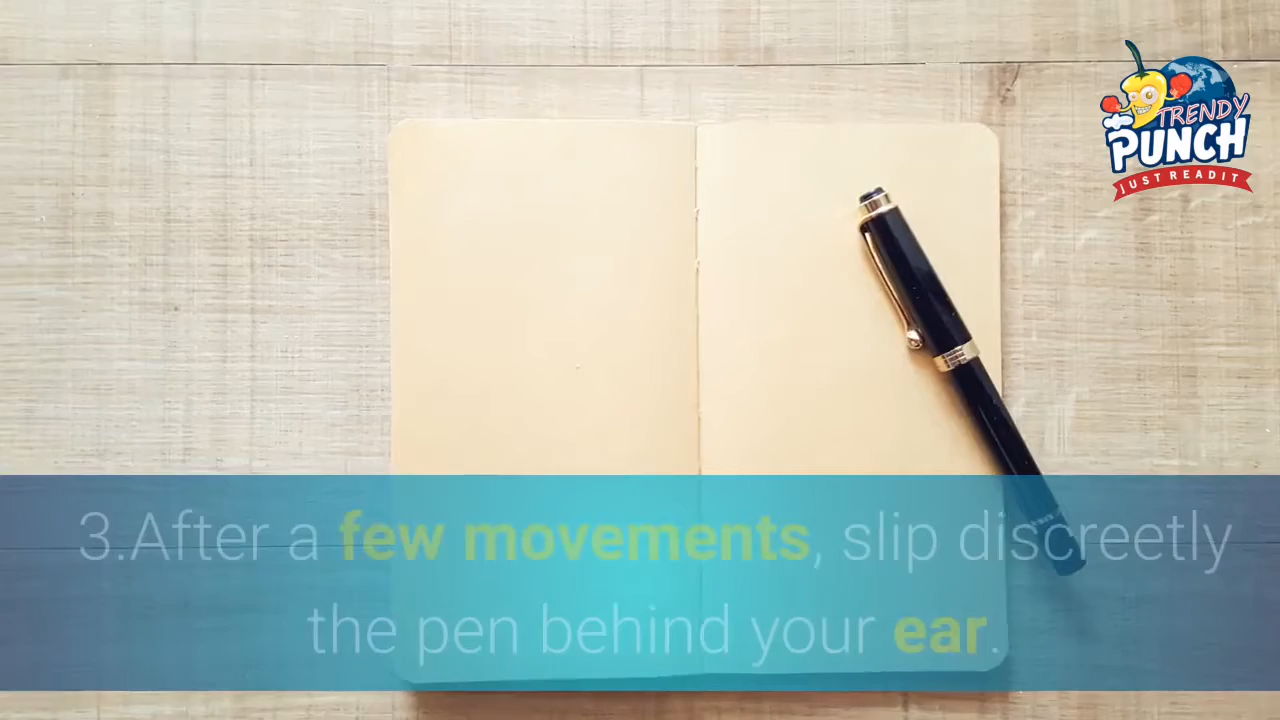 TRENDY
PUNCH
JUST READIT
3.After a few movements, slip discreetly
the pen behind your ear.